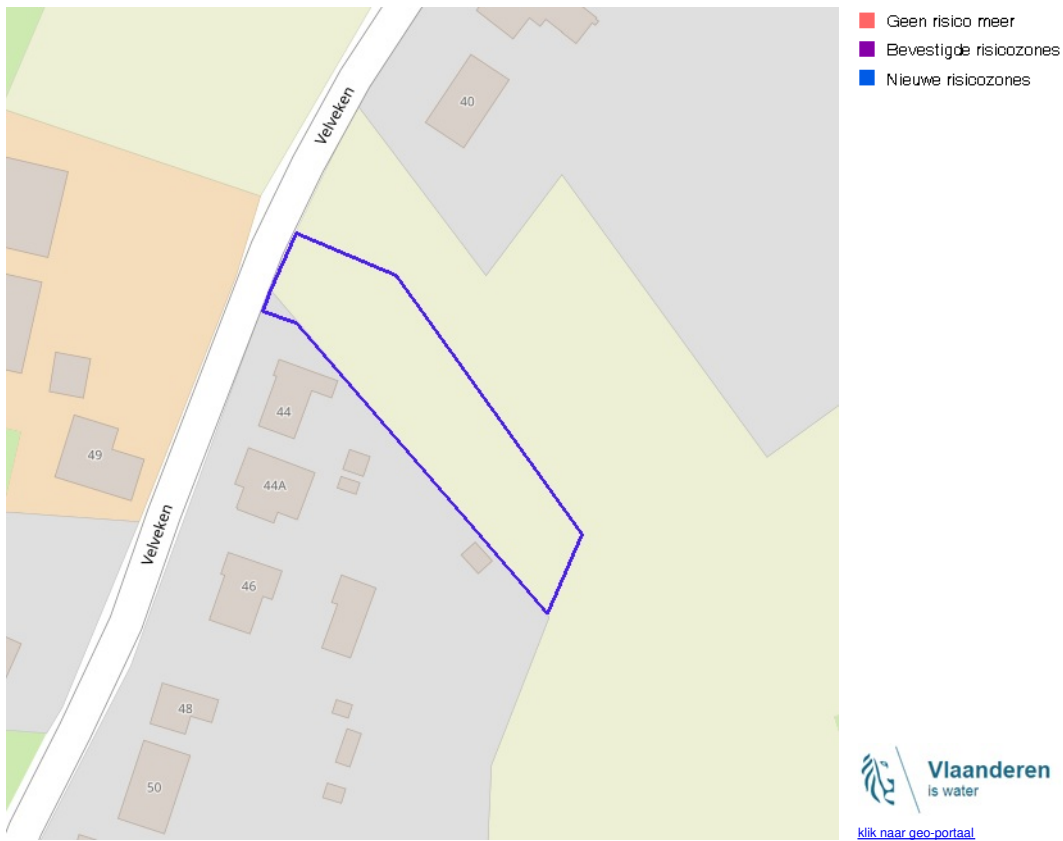 Velveken
40
44
44A
49
Velveken
46
48
50
Geen risico meer
Bevestigde risicozones
Nieuwe risicozones
Vlaanderen
is water
klik naar geo-portaal